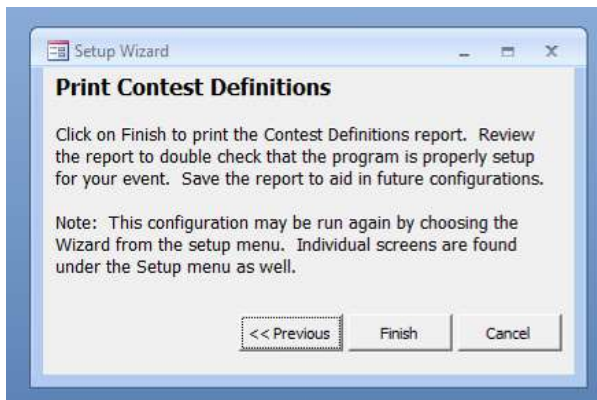 Setup Wizard
Print Contest Definitions
Click on Finish to print the Contest Definitions report.  Review
the report to double check that the program is properly setup
for your event.  Save the report to aid in future configurations.
Note:  This configuration may be run again by choosing the
Wizard from the setup menu.  Individual screens are found
under the Setup menu as well.
<< Previous Finish Cancel